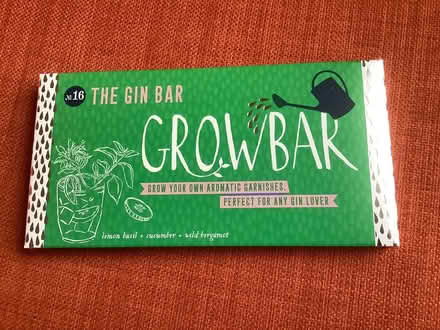 №16 THE GIN BAR
GROWBAR
GROW YOUR OWN AROMATIC GARNISHES.
PERFECT FOR ANY GIN LOVER
lemon basil + cucumber + wild bergamot